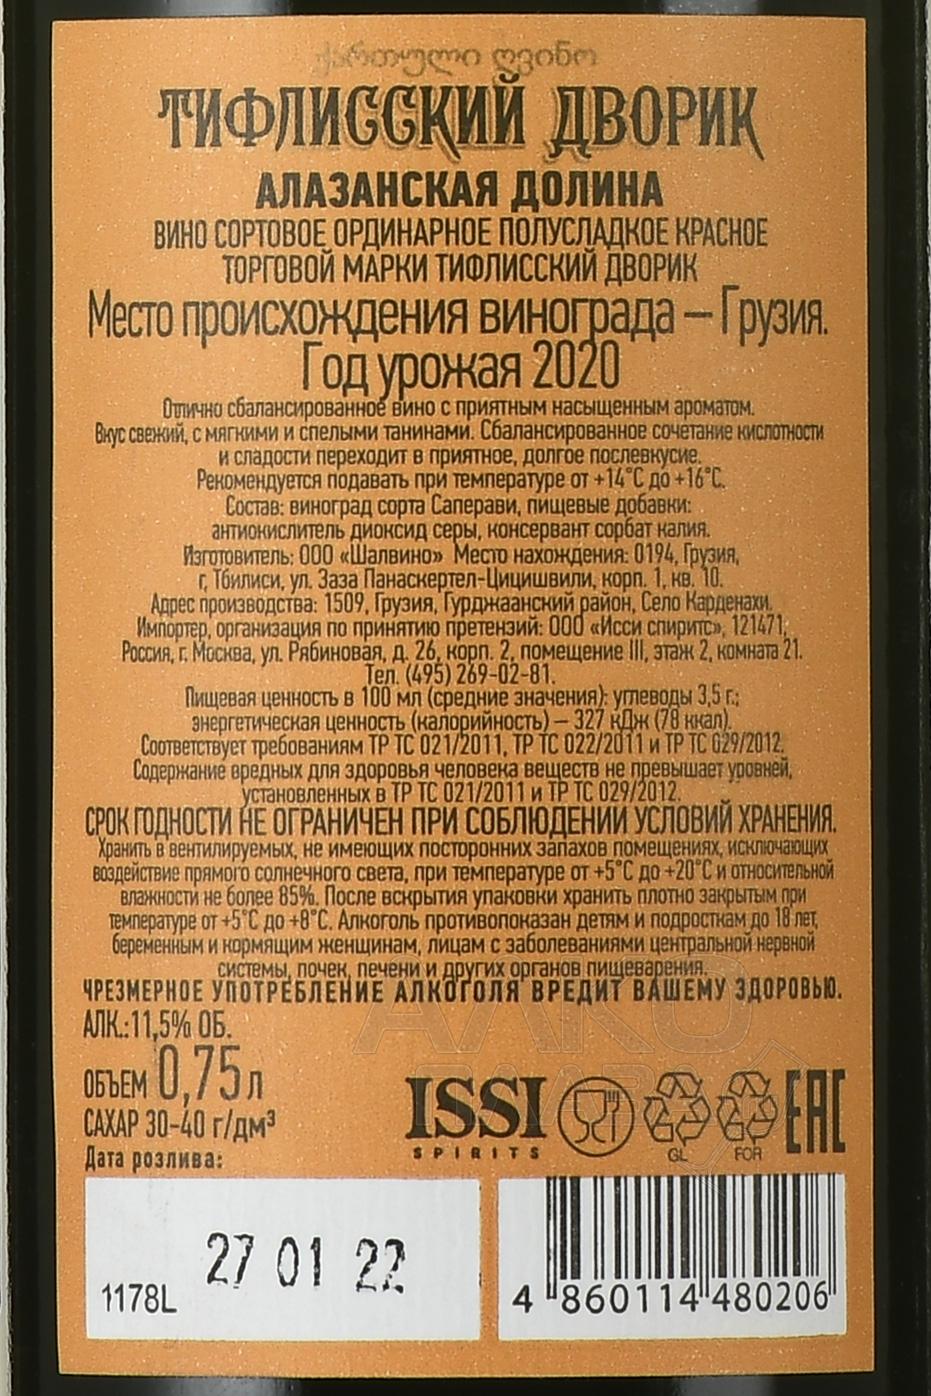 ქართული ღვინო
ТИФЛИССКИЙ ДВОРИК
АЛАЗАНСКАЯ ДОЛИНА
ВИНО СОРТОВОЕ ОРДИНАРНОЕ ПОЛУСЛАДКОЕ КРАСНОЕ
ТОРГОВОЙ МАРКИ ТИФЛИССКИЙ ДВОРИК
Место происхождения винограда – Грузия.
Год урожая 2020
Отлично сбалансированное вино с приятным насыщенным ароматом.
Вкус свежий, с мягкими и спелыми танинами. Сбалансированное сочетание кислотности
и сладости переходит в приятное, долгое послевкусие.
Рекомендуется подавать при температуре от +14°С до +16°С.
Состав: виноград сорта Саперави, пищевые добавки:
антиокислитель диоксид серы, консервант сорбат калия.
Изготовитель: ООО «Шалвино» Место нахождения: 0194, Грузия,
г. Тбилиси, ул. Заза Панаскертел-Цицишвили, корп. 1, кв. 10.
Адрес производства: 1509, Грузия, Гурджаанский район, Село Карденахи.
Импортер, организация по принятию претензий: ООО «Исси спиритс», 121471,
Россия, г. Москва, ул. Рябиновая, д. 26, корп. 2, помещение III, этаж 2, комната 21.
Тел. (495) 269-02-81.
Пищевая ценность в 100 мл (средние значения): углеводы 3,5 г.;
энергетическая ценность (калорийность) – 327 кДж (78 ккал).
Соответствует требованиям ТР ТС 021/2011, ТР ТС 022/2011 и ТР ТС 029/2012.
Содержание вредных для здоровья человека веществ не превышает уровней,
установленных в ТР ТС 021/2011 и ТР ТС 029/2012.
СРОК ГОДНОСТИ НЕ ОГРАНИЧЕН ПРИ СОБЛЮДЕНИИ УСЛОВИЙ ХРАНЕНИЯ.
Хранить в вентилируемых, не имеющих посторонних запахов помещениях, исключающих
воздействие прямого солнечного света, при температуре от +5°С до +20°С и относительной
влажности не более 85%. После вскрытия упаковки хранить плотно закрытым при
температуре от +5°С до +8°С. Алкоголь противопоказан детям и подросткам до 18 лет,
беременным и кормящим женщинам, лицам с заболеваниями центральной нервной
системы, почек, печени и других органов пищеварения.
ЧРЕЗМЕРНОЕ УПОТРЕБЛЕНИЕ АЛКОГОЛЯ ВРЕДИТ ВАШЕМУ ЗДОРОВЬЮ.
АЛК.: 11,5% ОБ.
ОБЪЕМ 0,75 л
САХАР 30-40 г/дм³
Дата розлива:
ISSI
SPIRITS
GL
FOR
EAC
27 01 22
1178L
4 860114 480206